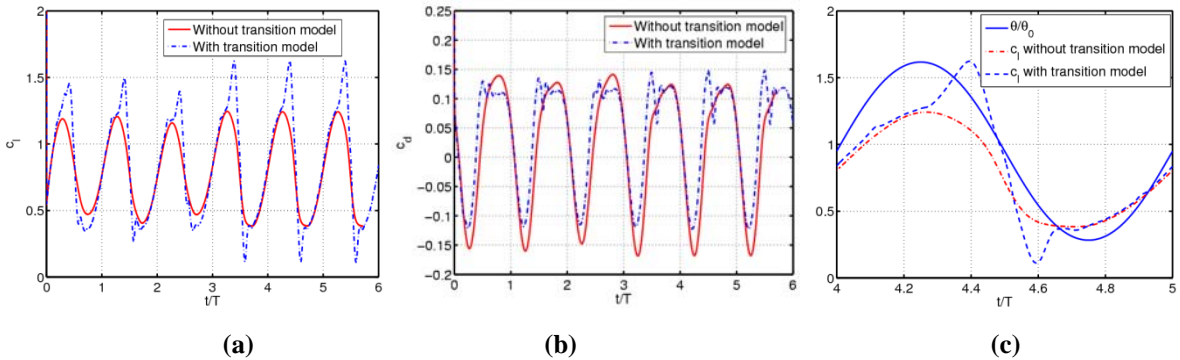 Without transition model
With transition model
2
1.5
1
0.5
0
c_l
0 1 2 3 4 5 6
t/T
(a)
Without transition model
With transition model
0.25
0.20
0.15
0.10
0.05
0
-0.05
-0.1
-0.15
-0.2
c_d
0 1 2 3 4 5 6
t/T
(b)
θ/θ_0
c_l without transition model
c_l with transition model
2
1.5
1
0.5
0
4 4.2 4.4 4.6 4.8 5
t/T
(c)